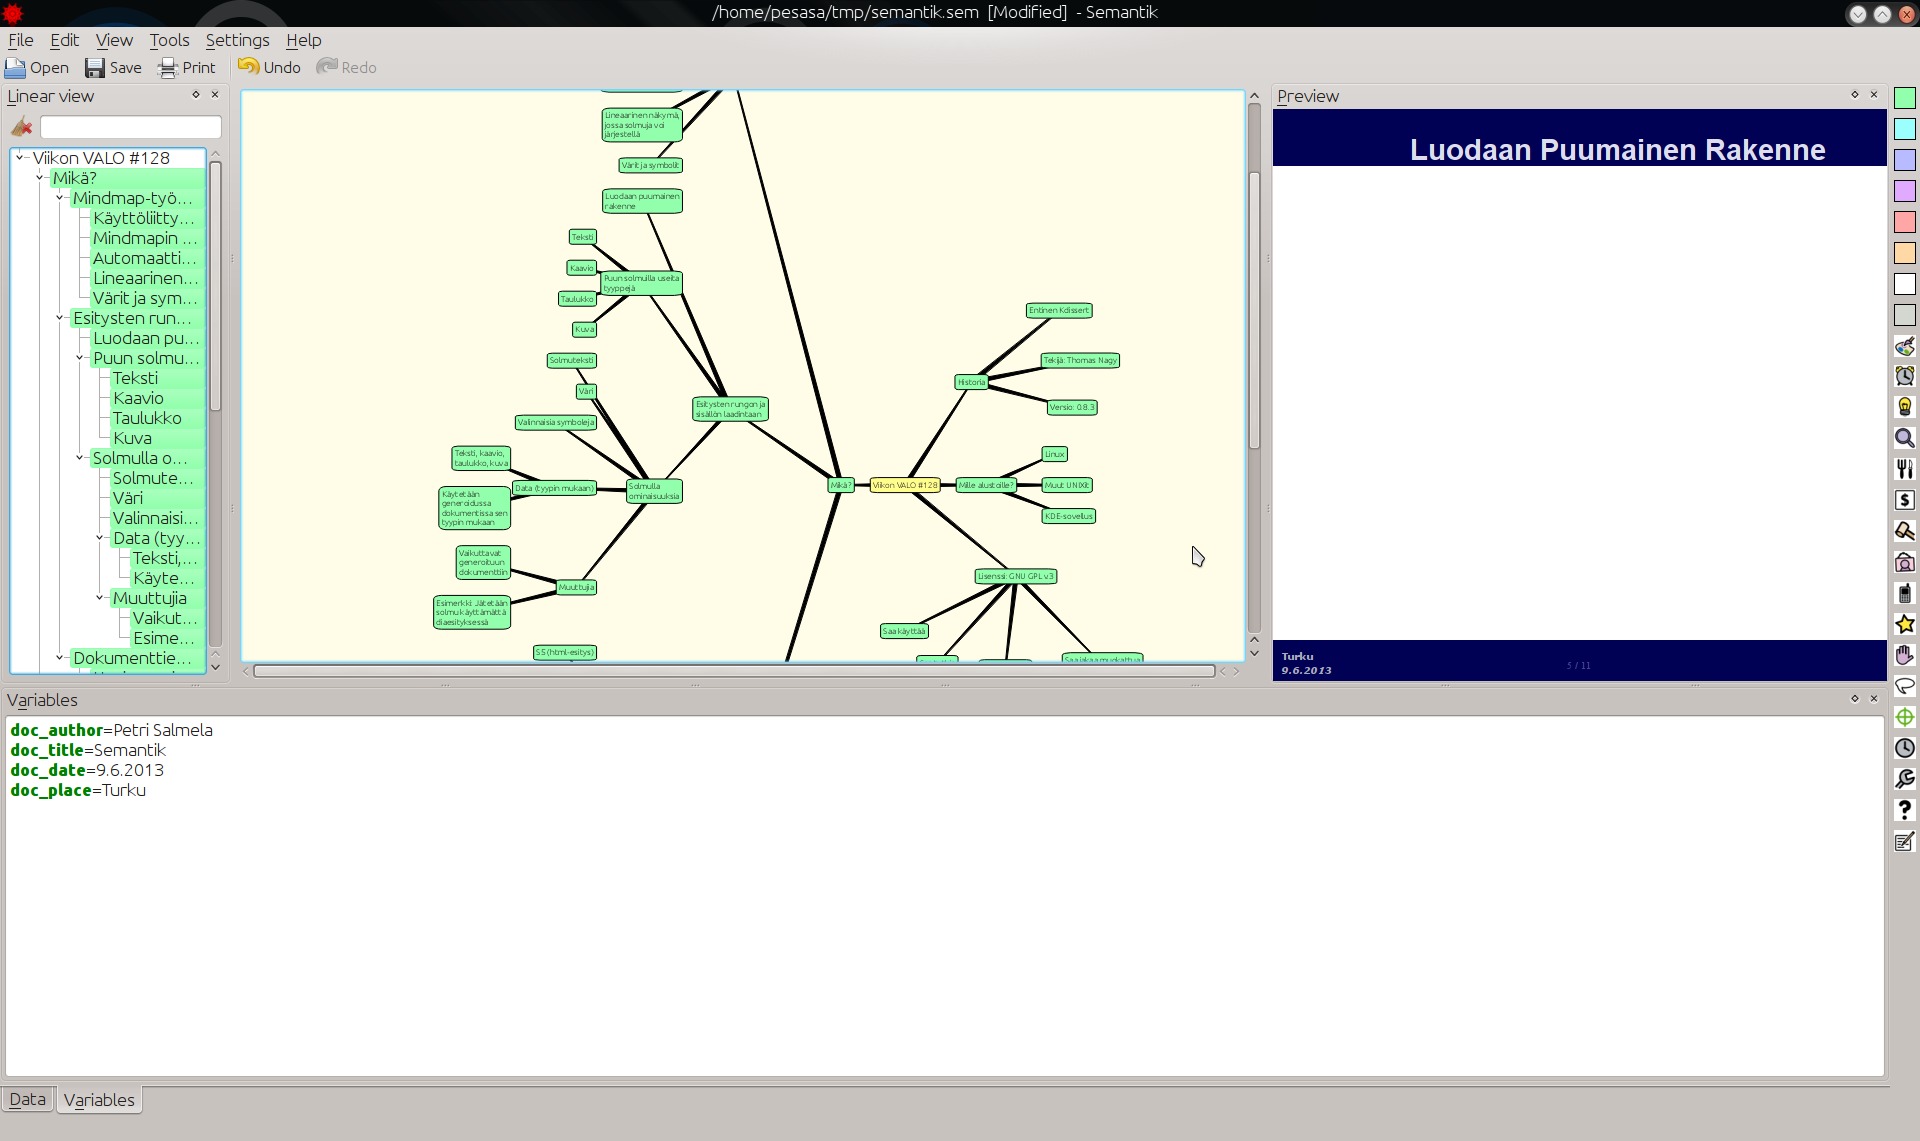 /home/pesasa/tmp/semantik.sem [Modified] - Semantik
File Edit View Tools Settings Help
Open Save Print Undo Redo
Linear view
Viikon VALO #128
Mikä?
Mindmap-työ...
Käyttöliitty...
Mindmapin ...
Automaatti...
Lineaarinen...
Värit ja sym...
Esitysten run...
Luodaan pu...
Puun solmu...
Teksti
Kaavio
Taulukko
Kuva
Solmulla o...
Solmute...
Väri
Valinnaisi...
Data (tyy...
Teksti,...
Käyte...
Muuttujia
Vaikut...
Esime...
Dokumenttie...
Lineaarinen näkymä,
jossa solmuja voi
järjestellä
Värit ja symbolit
Luodaan puumainen
rakenne
Teksti
Kaavio
Taulukko
Kuva
Puun solmuilla useita
tyyppejä
Solmuteksti
Väri
Valinnaisia symboleja
Teksti, kaavio,
taulukko, kuva
Käytetään
generoidussa
dokumentissa sen
tyypin mukaan
Data (tyypin mukaan)
Solmulla
ominaisuuksia
Vaikuttavat
generoituun
dokumenttiin
Esimerkki: Jätetään
solmu käyttämättä
diaesityksessä
Muuttujia
S5 (html-esitys)
Esitysten rungon ja
sisällön laadintaan
Mikä?
Viikon VALO #128
Mille alustoille?
Historia
Entinen Kdissert
Tekijä: Thomas Nagy
Versio: 0.8.3
Linux
Muut UNIXit
KDE-sovellus
Lisenssi: GNU GPL v3
Saa käyttää
Saa jakaa muokattua
Preview
Luodaan Puumainen Rakenne
Turku
9.6.2013
5 / 11
Variables
doc_author=Petri Salmela
doc_title=Semantik
doc_date=9.6.2013
doc_place=Turku
Data Variables